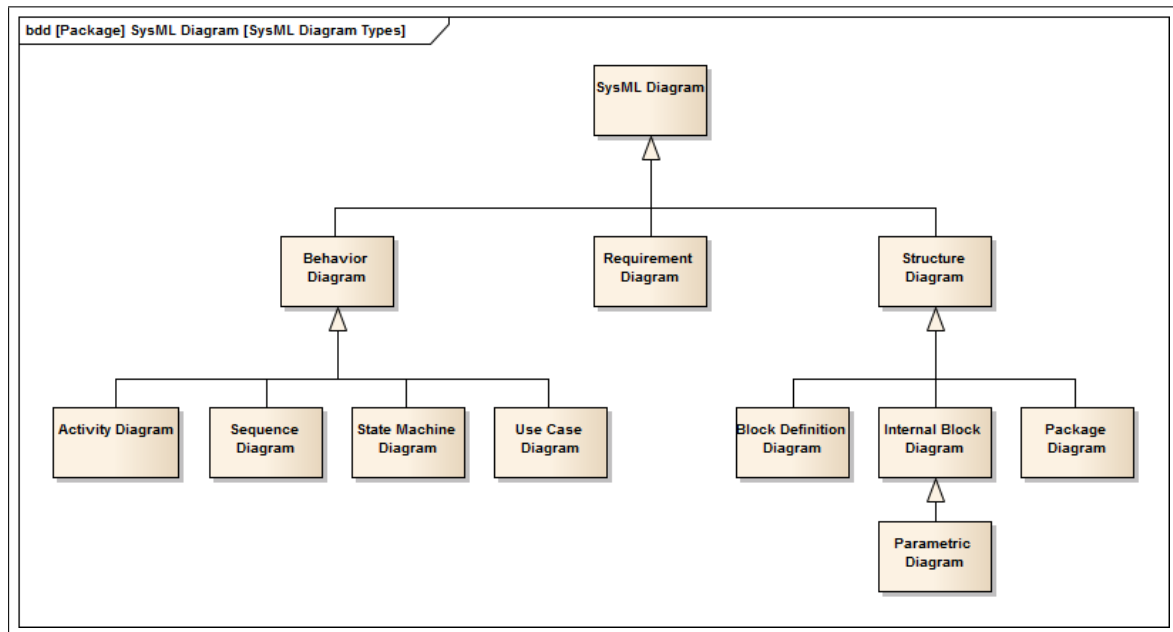 bdd [Package] SysML Diagram [SysML Diagram Types]
SysML Diagram
Behavior
Diagram
Requirement
Diagram
Structure
Diagram
Activity Diagram
Sequence
Diagram
State Machine
Diagram
Use Case
Diagram
Block Definition
Diagram
Internal Block
Diagram
Package
Diagram
Parametric
Diagram